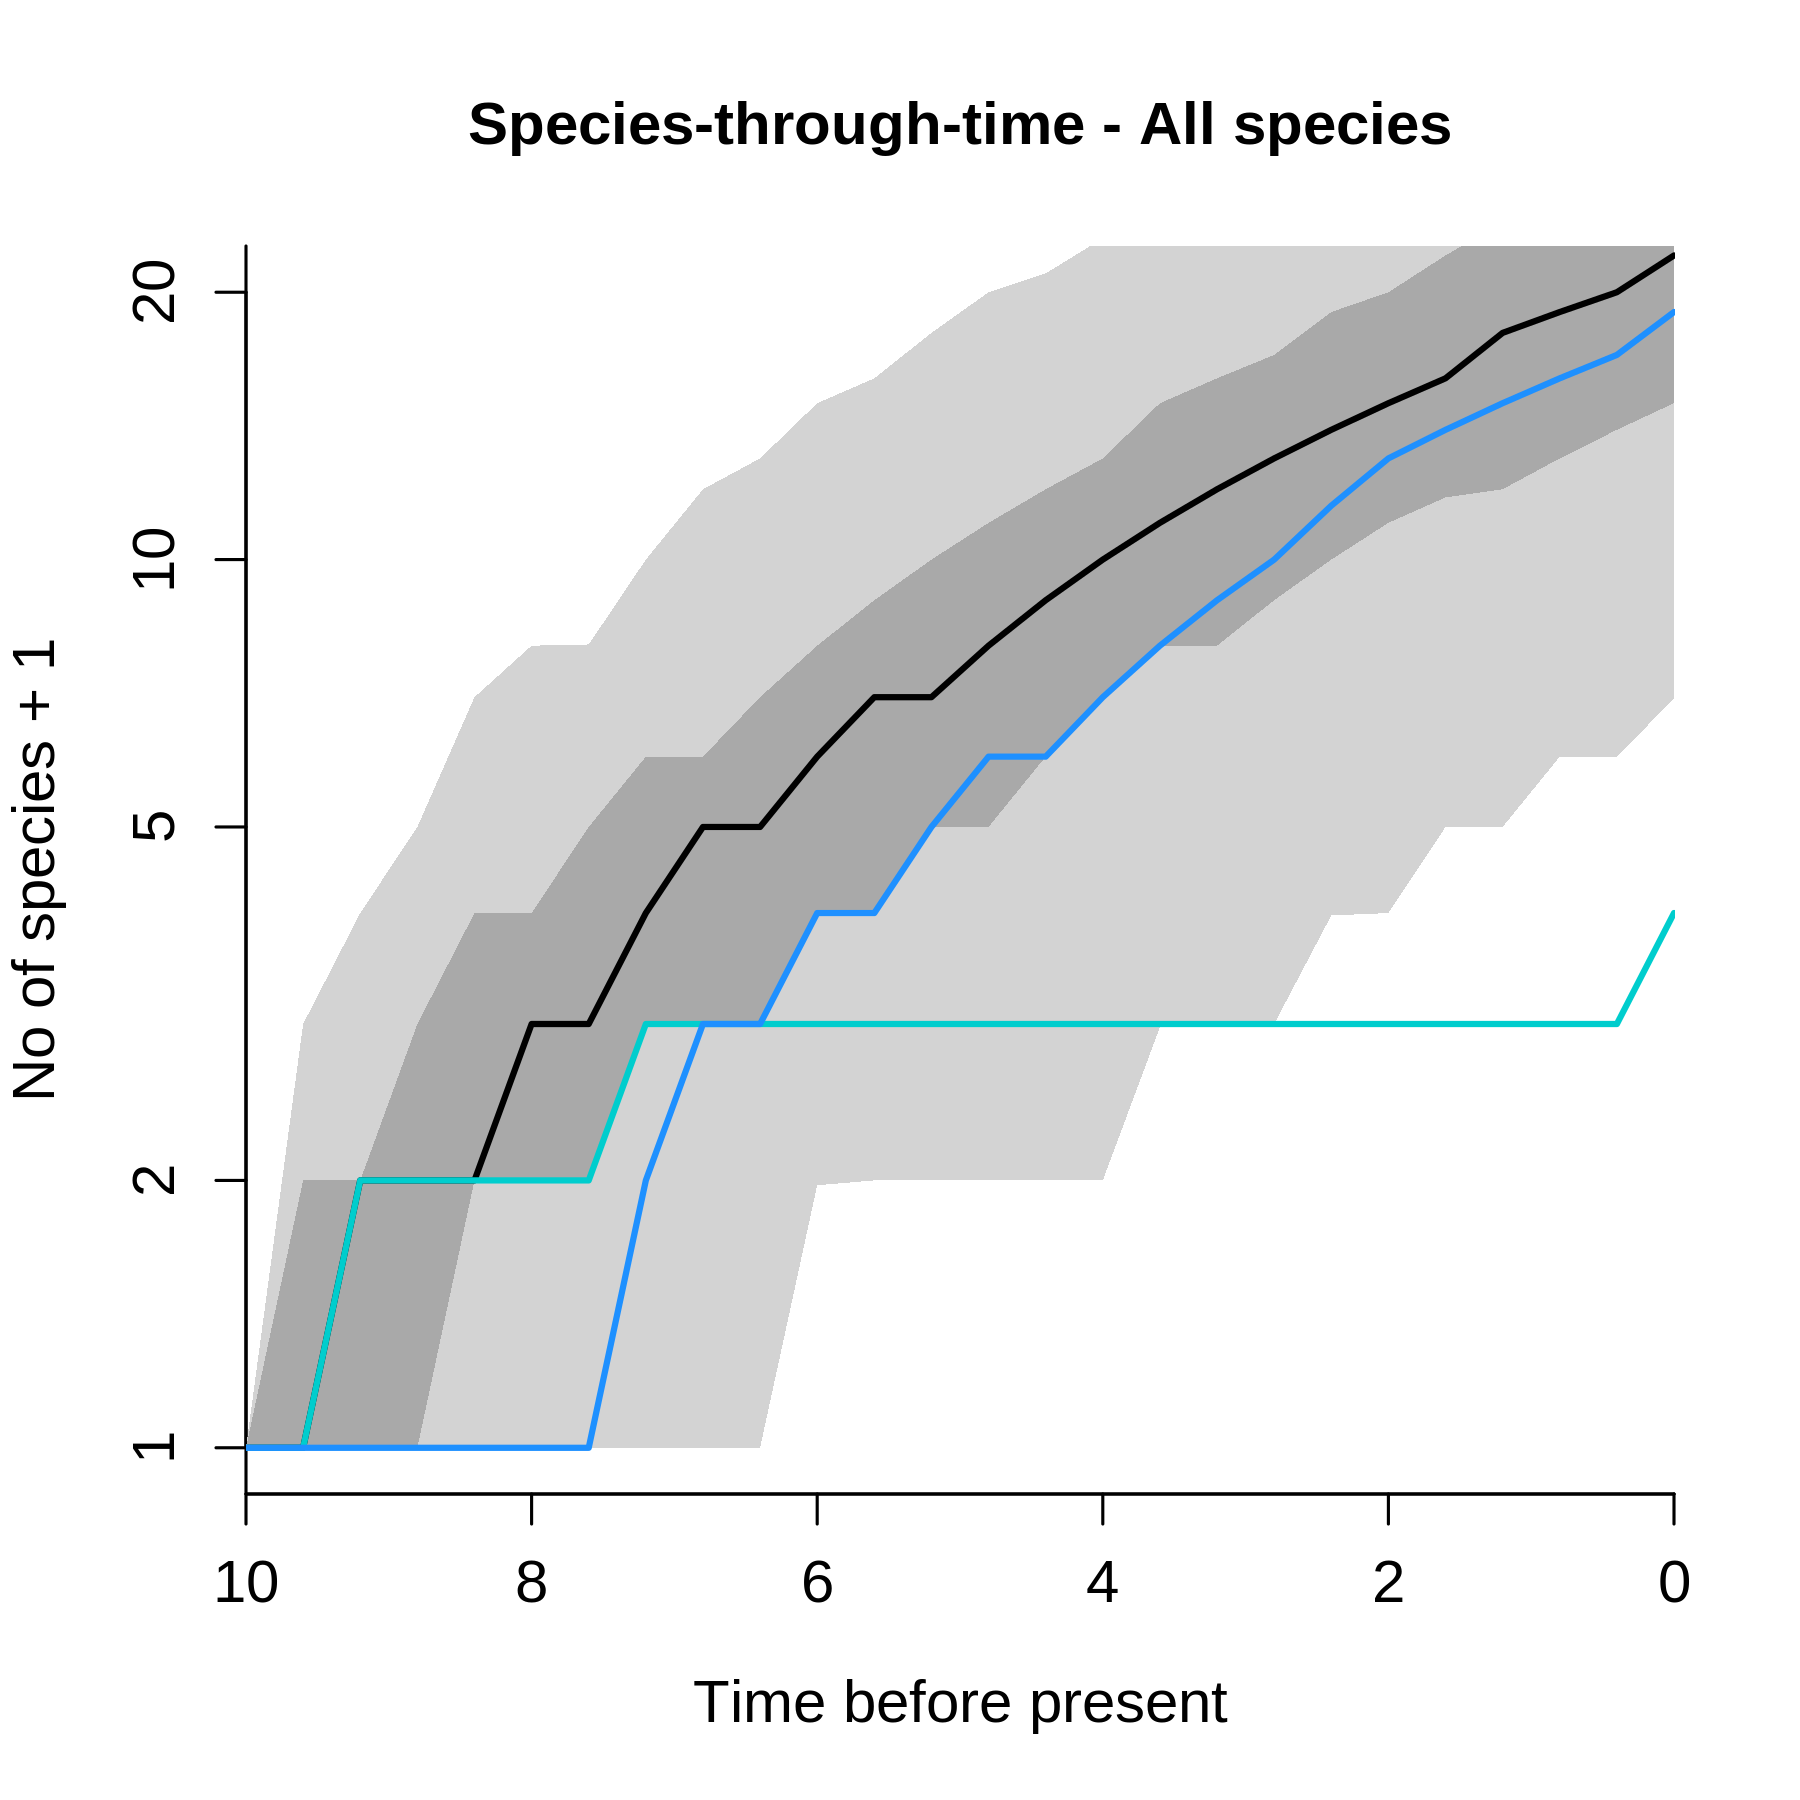 Species-through-time - All species
No of species + 1
20
10
5
2
1
10 8 6 4 2 0
Time before present